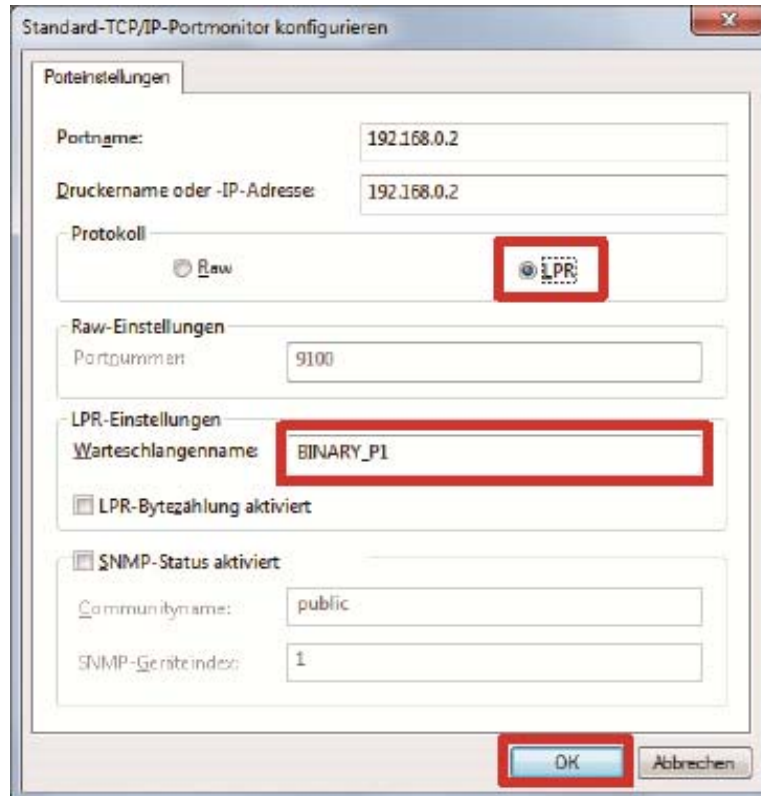 Standard-TCP/IP-Portmonitor konfigurieren
Porteinstellungen
Portname: 192.168.0.2
Druckername oder -IP-Adresse: 192.168.0.2
Protokoll
Raw LPR
Raw-Einstellungen
Portnummer: 9100
LPR-Einstellungen
Warteschlangenname: BINARY_P1
LPR-Bytezählung aktiviert
SNMP-Status aktiviert
Communityname: public
SNMP-Geräteindex: 1
OK Abbrechen